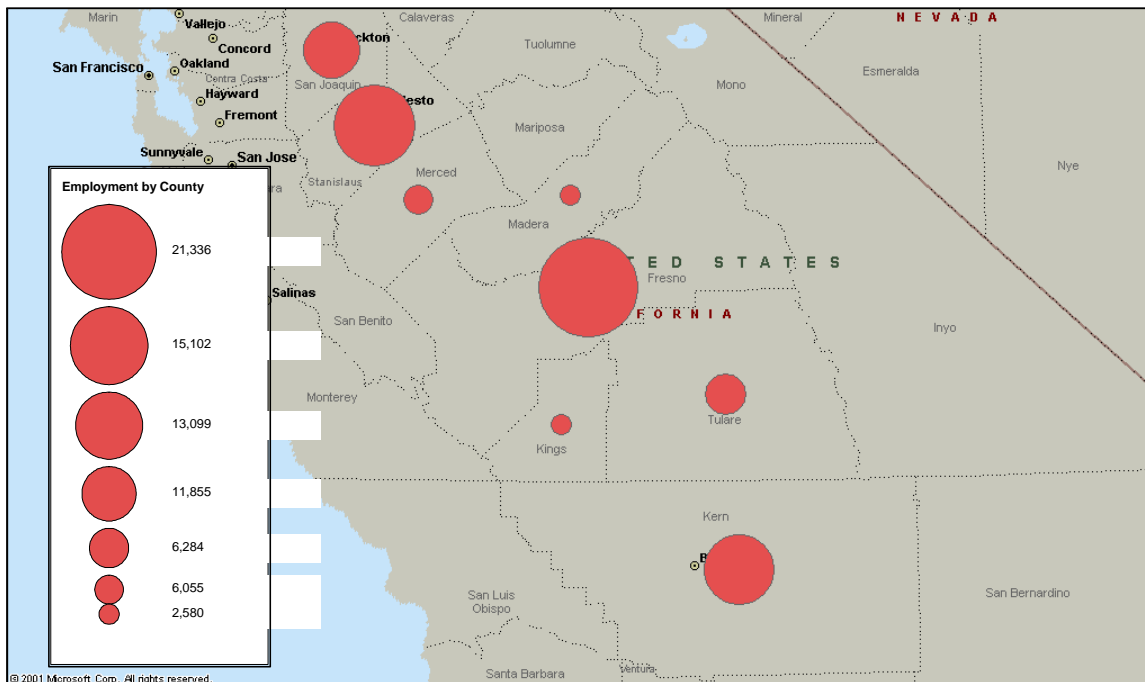 Marin
Vallejo
Concord
San Francisco
Oakland
Contra Costa
Hayward
Fremont
Sunnyvale
San Jose
ckton
San Joaquin
Calaveras
Tuolumne
Mineral
NEVADA
Esmeralda
Mono
esto
Mariposa
Nye
Stanislaus
Merced
ara
Madera
TED STATES
Fresno
FORNIA
Inyo
Salinas
San Benito
Monterey
Tulare
Kings
Kern
B
San Luis
Obispo
San Bernardino
Santa Barbara
Ventura
Employment by County
21,336
15,102
13,099
11,855
6,284
6,055
2,580
© 2001 Microsoft Corp. All rights reserved.